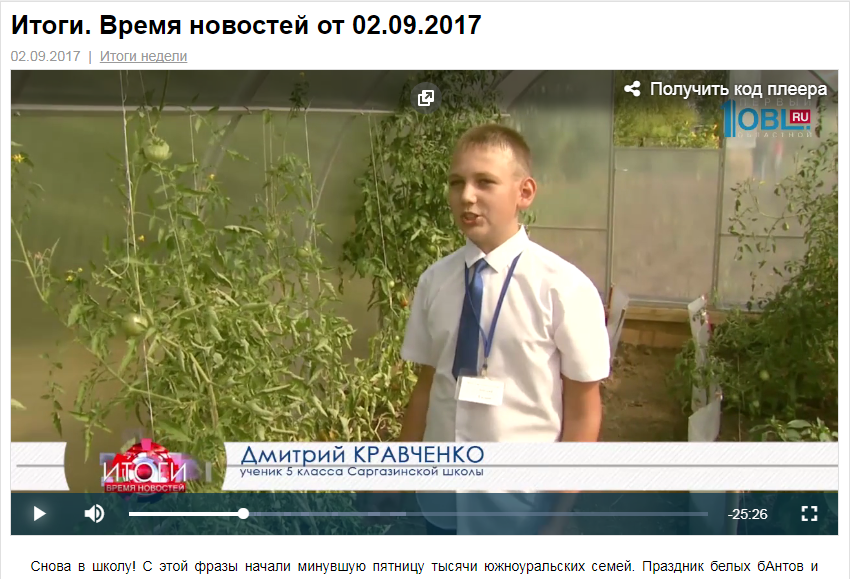 Итоги. Время новостей от 02.09.2017
02.09.2017 | Итоги недели
Получить код плеера
ПЕРВЫЙ
1OBL.RU
ОБЛАСТНОЙ
Дмитрий КРАВЧЕНКО
ученик 5 класса Саргазинской школы
ИТОГИ
ВРЕМЯ НОВОСТЕЙ
-25:26
Снова в школу! С этой фразы начали минувшую пятницу тысячи южноуральских семей. Праздник белых бАнтов и